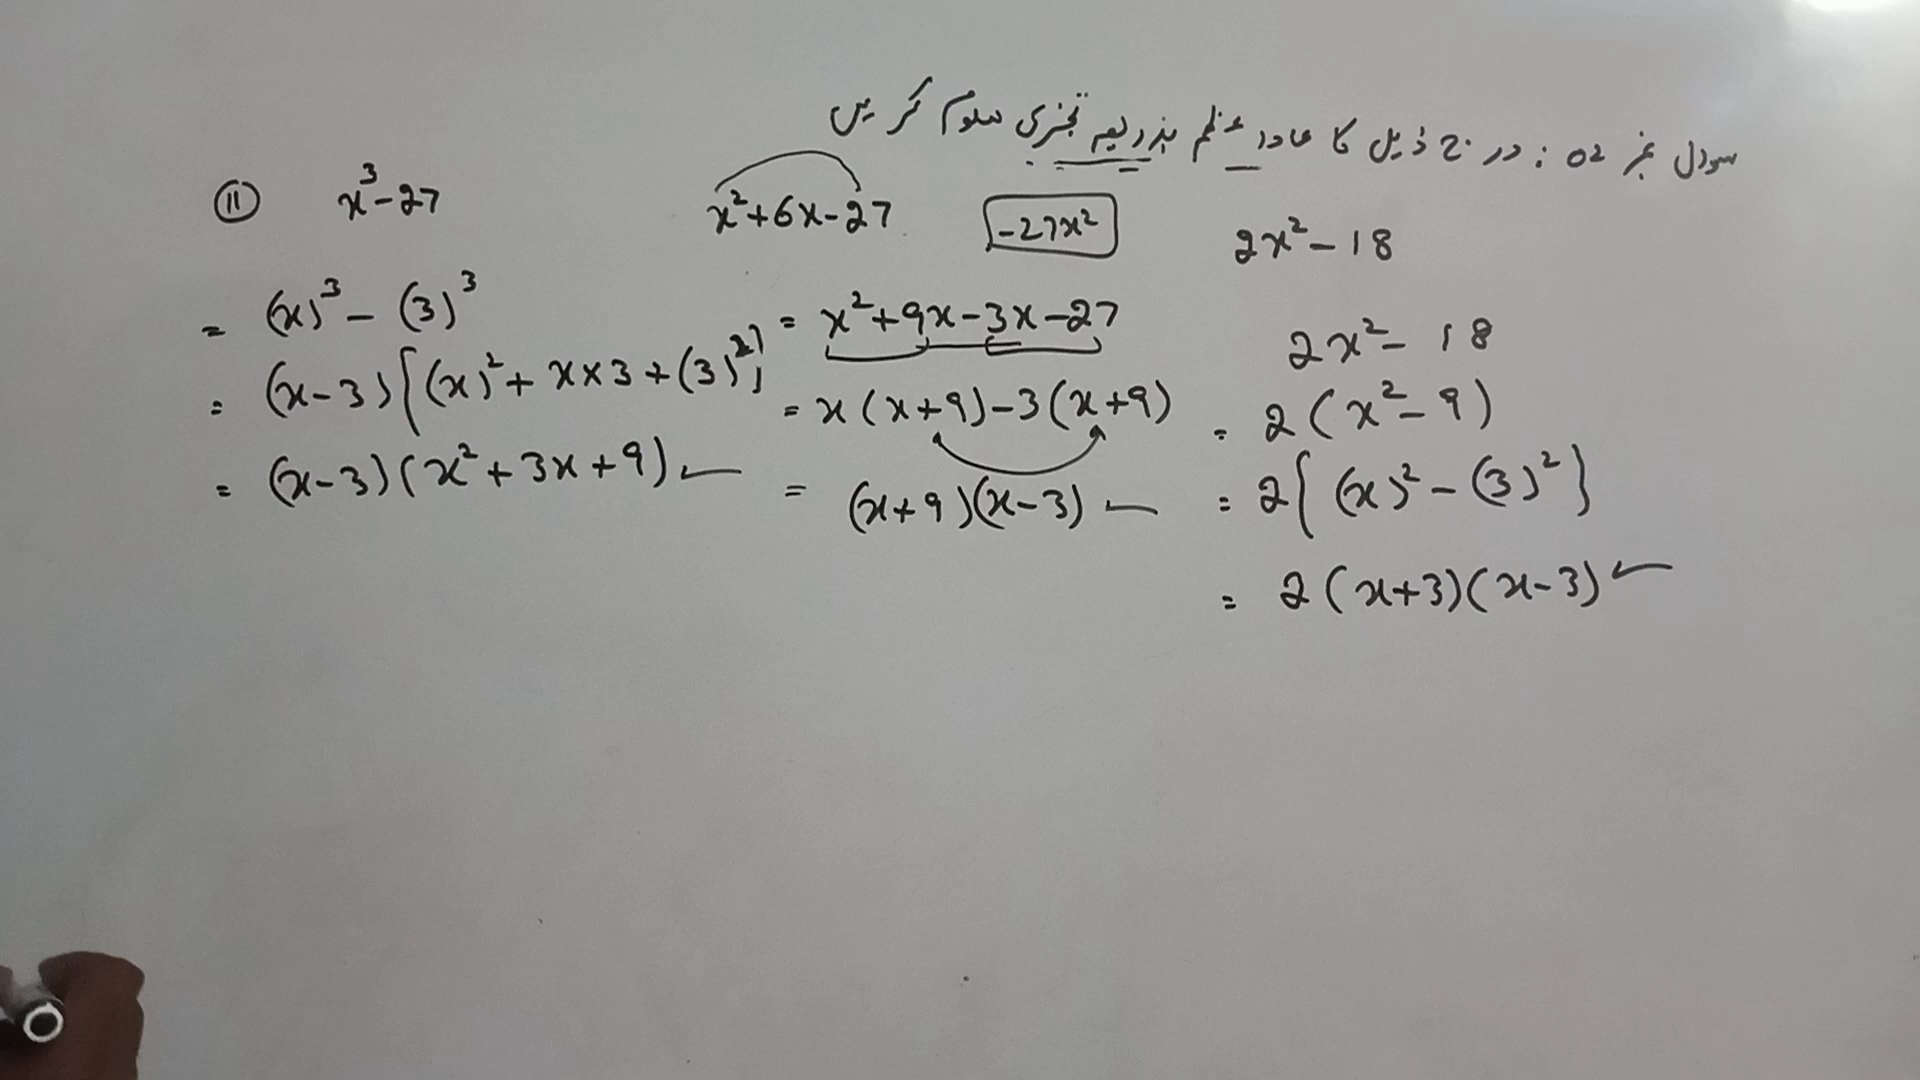 سوال نمبر 02 : درج ذیل کا عاد اعظم بذریعہ تجزی معلوم کریں
(11) x³-27 x²+6x-27 -27x² 2x²-18
= (x)³ - (3)³
= (x-3){(x)²+ x×3+(3)²}
= (x-3)(x²+3x+9)
= x²+9x-3x-27
= x(x+9)-3(x+9)
= (x+9)(x-3)
2x²-18
= 2(x²-9)
= 2{(x)²-(3)²}
= 2(x+3)(x-3)